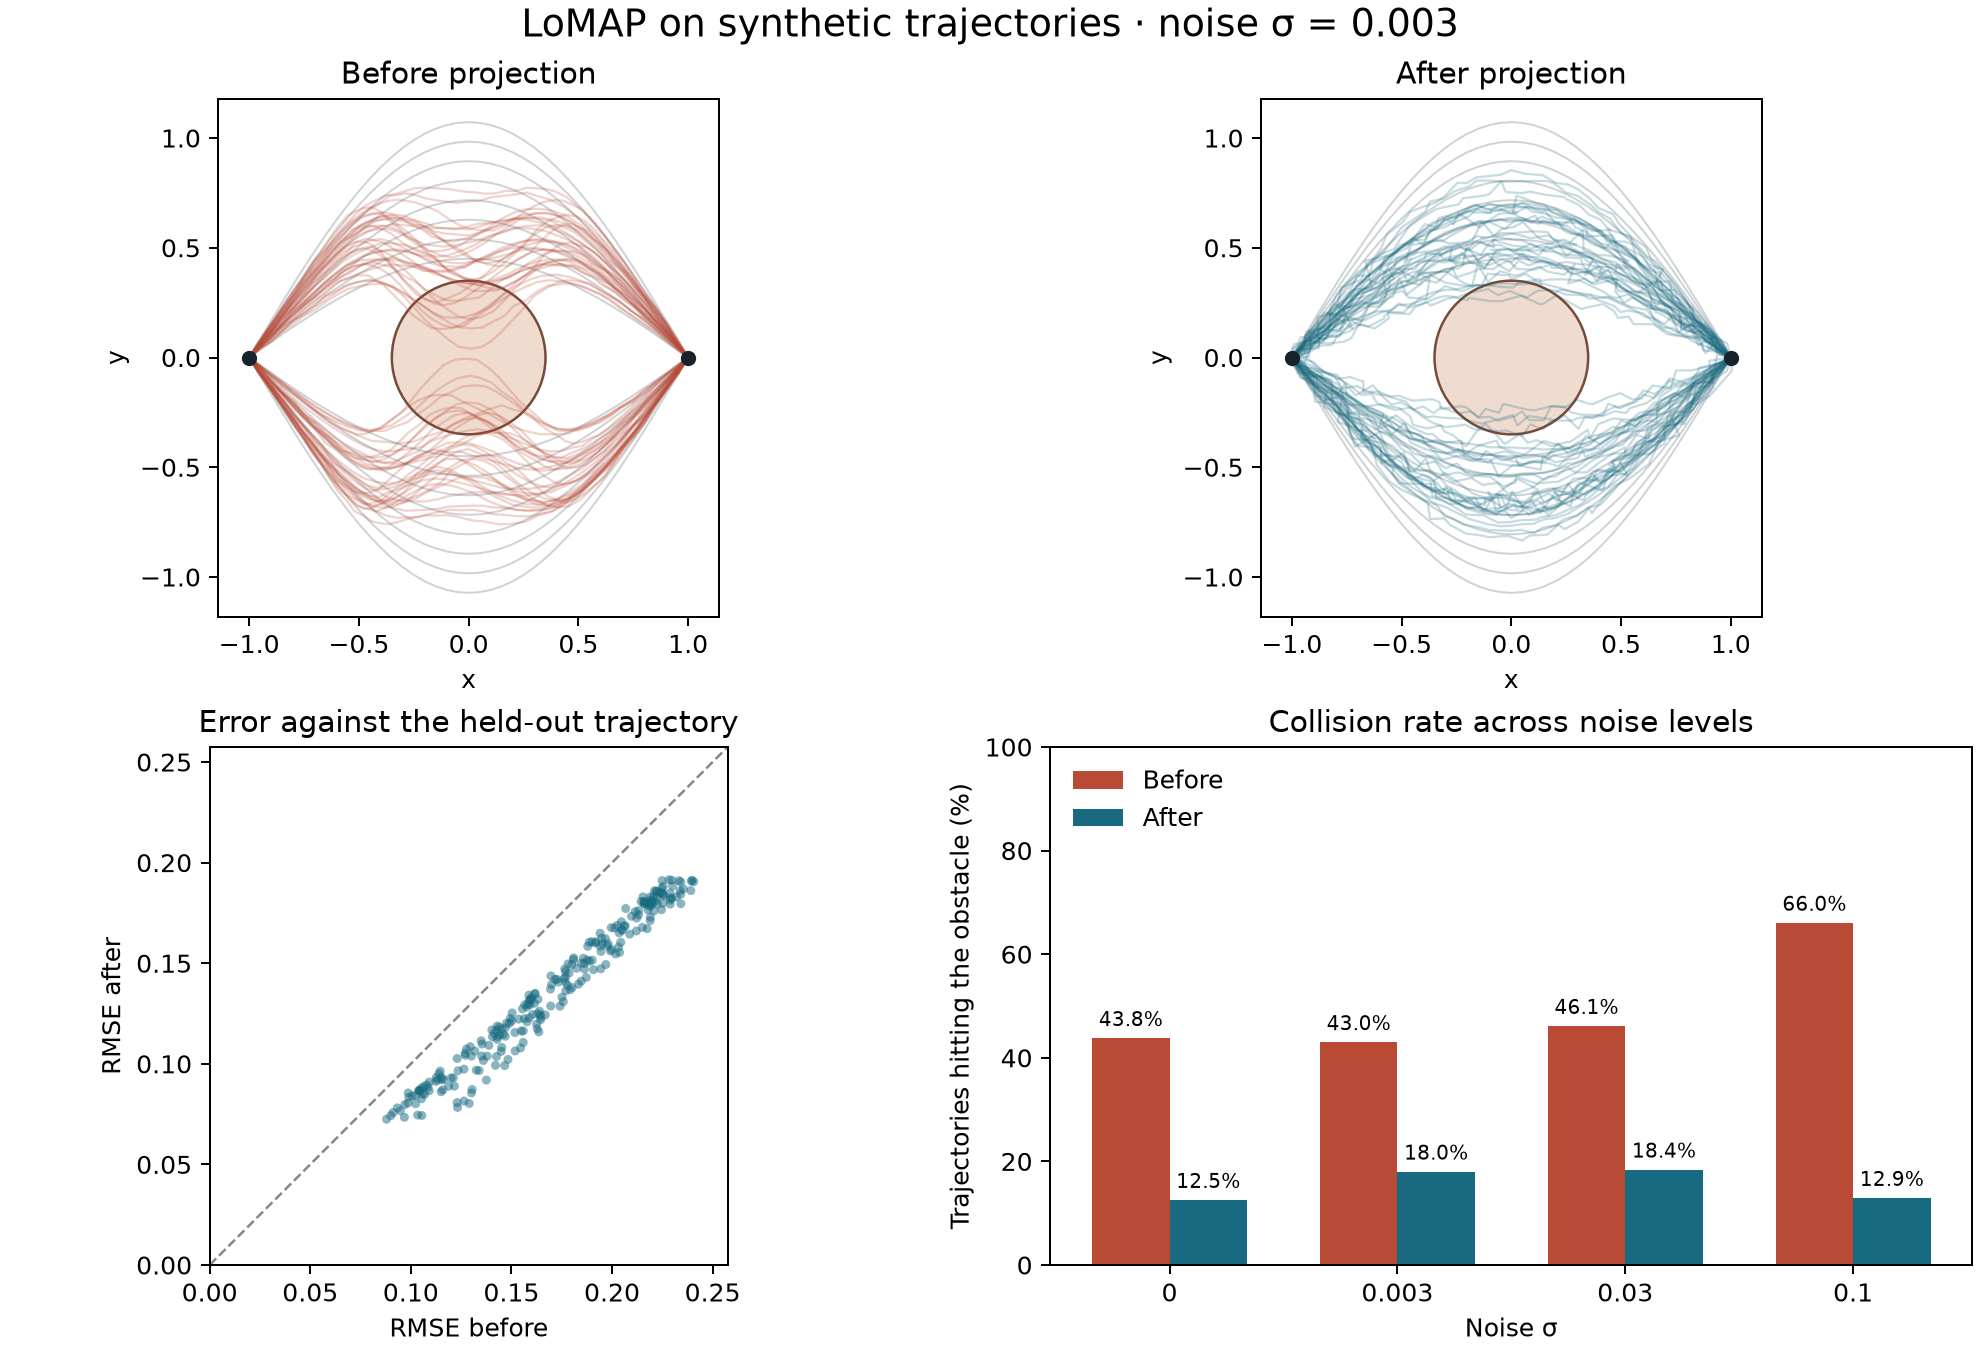 LoMAP on synthetic trajectories · noise σ = 0.003
Before projection
1.0
0.5
0.0
−0.5
−1.0
y
−1.0 −0.5 0.0 0.5 1.0
x
After projection
1.0
0.5
0.0
−0.5
−1.0
y
−1.0 −0.5 0.0 0.5 1.0
x
Error against the held-out trajectory
0.25
0.20
0.15
0.10
0.05
0.00
RMSE after
0.00 0.05 0.10 0.15 0.20 0.25
RMSE before
Collision rate across noise levels
100
80
60
40
20
0
Trajectories hitting the obstacle (%)
Before
After
43.8% 12.5%
43.0% 18.0%
46.1% 18.4%
66.0% 12.9%
0 0.003 0.03 0.1
Noise σ